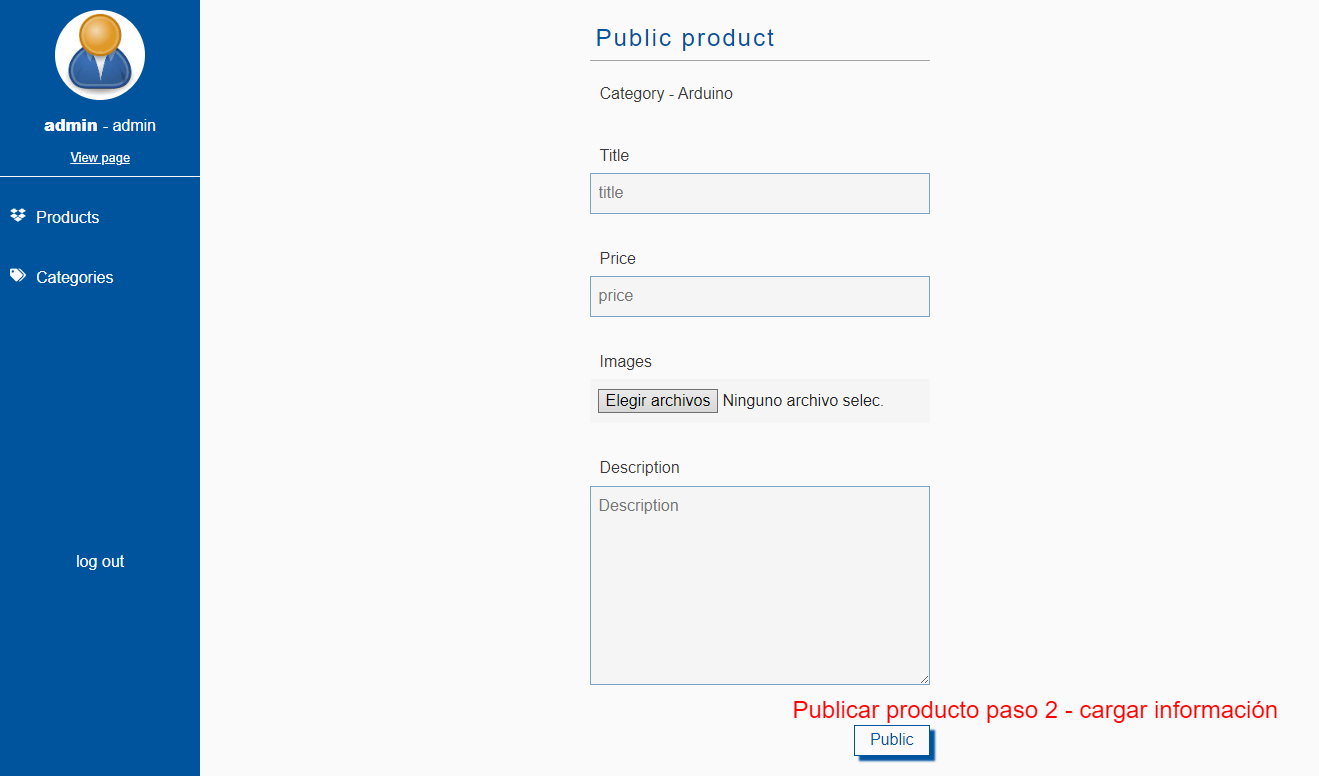 admin - admin
View page
Products
Categories
log out
Public product
Category - Arduino
Title
title
Price
price
Images
Elegir archivos Ninguno archivo selec.
Description
Description
Publicar producto paso 2 - cargar información
Public